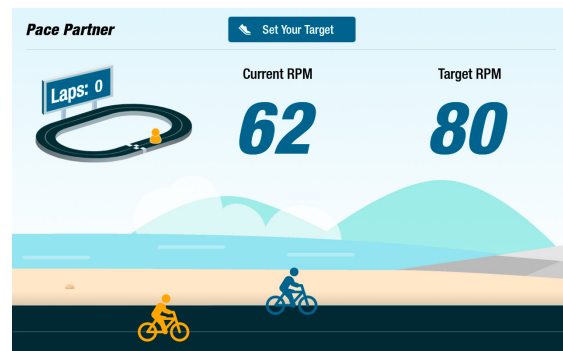 Pace Partner
Set Your Target
Laps: 0
Current RPM
62
Target RPM
80